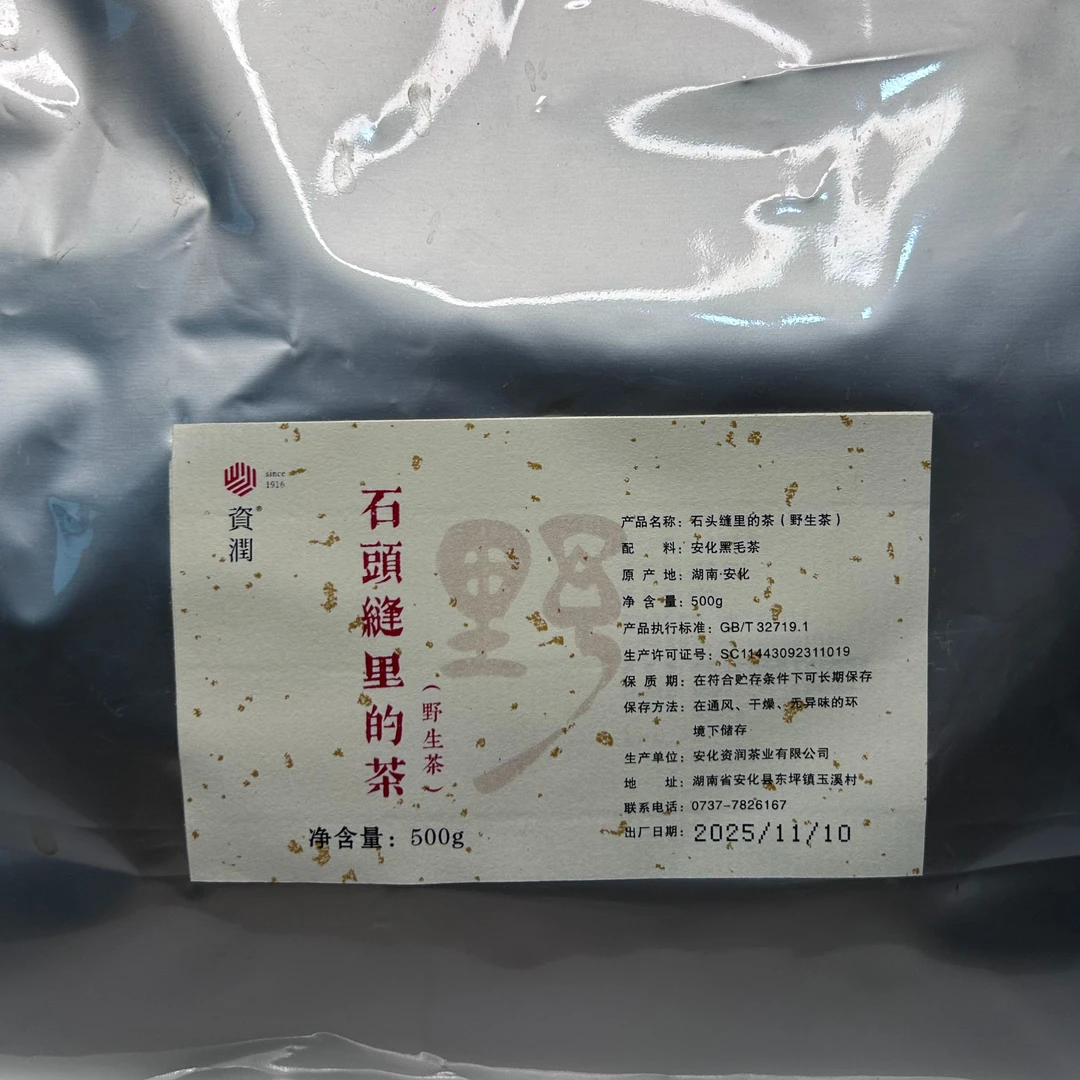 since
1916
資潤®
石頭縫里的茶
（野生茶）
野
净含量：500g
产品名称：石头缝里的茶（野生茶）
配 料：安化黑毛茶
原 产 地：湖南·安化
净 含 量：500g
产品执行标准：GB/T 32719.1
生产许可证号：SC11443092311019
保 质 期：在符合贮存条件下可长期保存
保存方法：在通风、干燥、无异味的环
境下储存
生产单位：安化资润茶业有限公司
地 址：湖南省安化县东坪镇玉溪村
联系电话：0737-7826167
出厂日期：2025/11/10